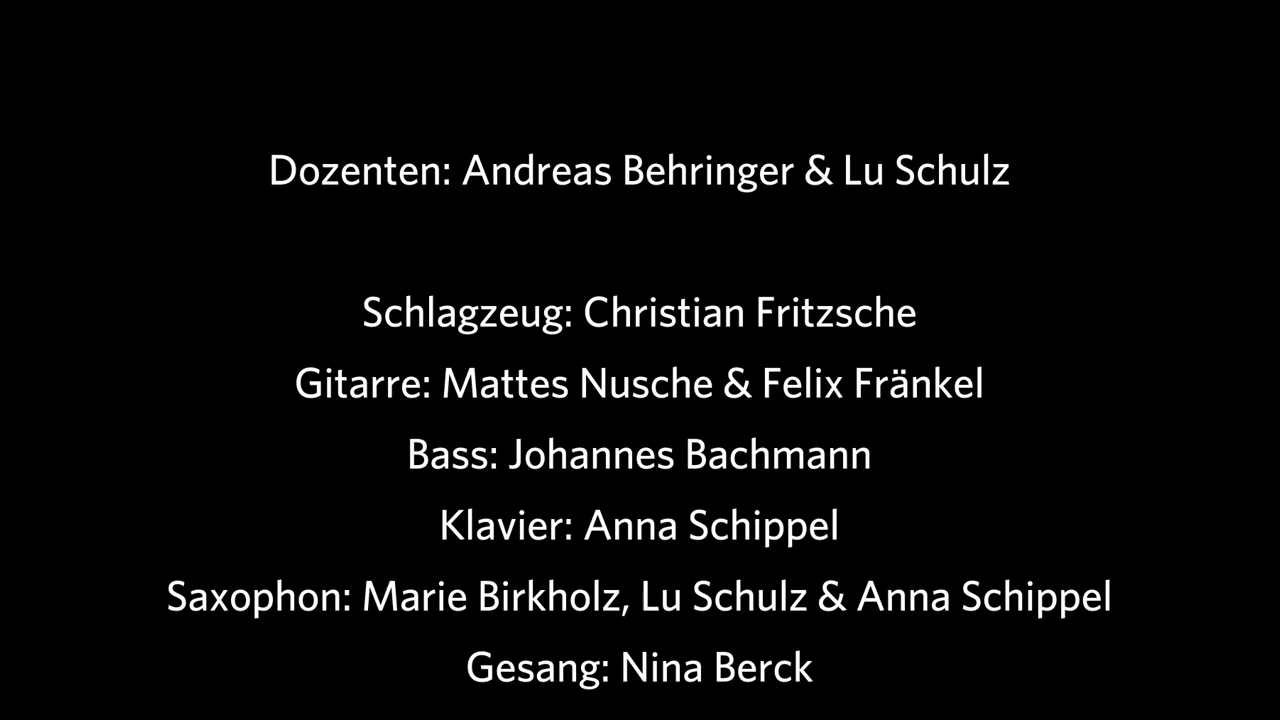 Dozenten: Andreas Behringer & Lu Schulz
Schlagzeug: Christian Fritzsche
Gitarre: Mattes Nusche & Felix Fränkel
Bass: Johannes Bachmann
Klavier: Anna Schippel
Saxophon: Marie Birkholz, Lu Schulz & Anna Schippel
Gesang: Nina Berck